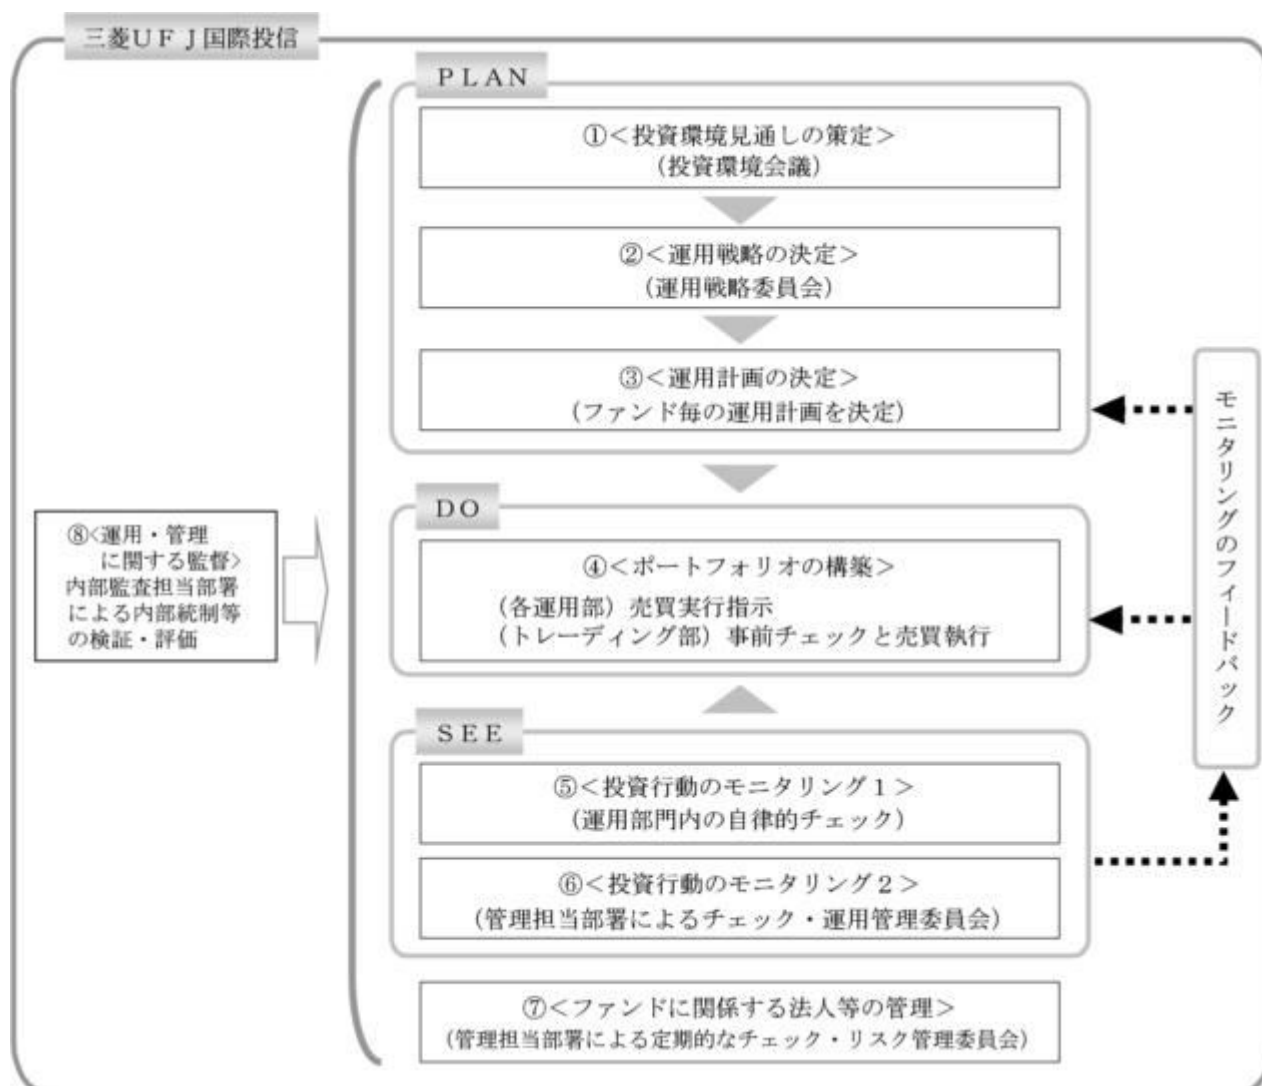 三菱UFJ国際投信
PLAN
①<投資環境見通しの策定>
(投資環境会議)
②<運用戦略の決定>
(運用戦略委員会)
③<運用計画の決定>
(ファンド毎の運用計画を決定)
DO
④<ポートフォリオの構築>
(各運用部)売買実行指示
(トレーディング部)事前チェックと売買執行
SEE
⑤<投資行動のモニタリング1>
(運用部門内の自律的チェック)
⑥<投資行動のモニタリング2>
(管理担当部署によるチェック・運用管理委員会)
⑦<ファンドに関係する法人等の管理>
(管理担当部署による定期的なチェック・リスク管理委員会)
⑧<運用・管理
に関する監督>
内部監査担当部署
による内部統制等
の検証・評価
モニタリングのフィードバック